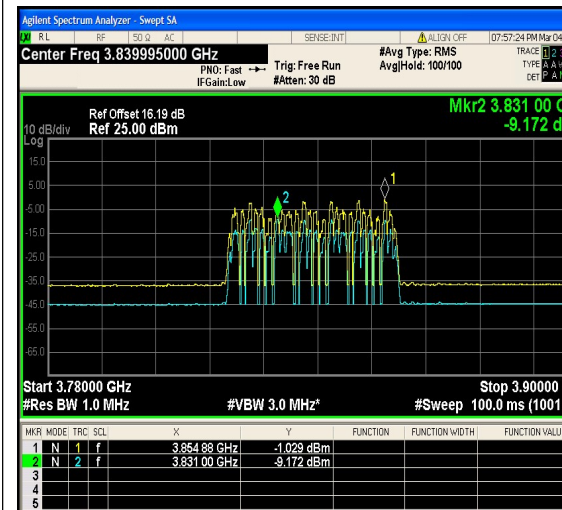 Agilent Spectrum Analyzer - Swept SA
RL RF 50 Ω AC SENSE:INT ALIGN OFF 07:57:24 PM Mar 04
Center Freq 3.839995000 GHz
PNO: Fast
IFGain:Low
Trig: Free Run
#Atten: 30 dB
#Avg Type: RMS
Avg|Hold: 100/100
TRACE 1 2
TYPE A A
DET P A
Ref Offset 16.19 dB
Ref 25.00 dBm
10 dB/div
Log
Mkr2 3.831 00 G
-9.172 d
15.0
5.00
-5.00
-15.0
-25.0
-35.0
-45.0
-55.0
-65.0
1
2
Start 3.78000 GHz
Stop 3.90000
#Res BW 1.0 MHz
#VBW 3.0 MHz*
#Sweep 100.0 ms (1001
MKR MODE TRC SCL X Y FUNCTION FUNCTION WIDTH FUNCTION VALU
1 N 1 f 3.854 88 GHz -1.029 dBm
2 N 2 f 3.831 00 GHz -9.172 dBm
3
4
5